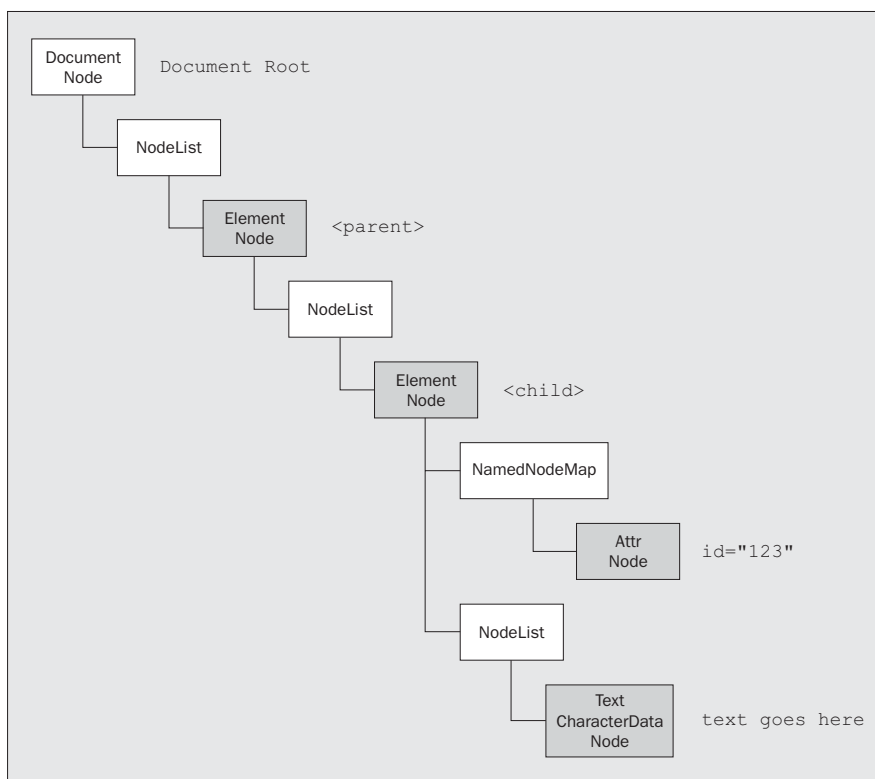 Document
Node
Document Root
NodeList
Element
Node
<parent>
NodeList
Element
Node
<child>
NamedNodeMap
Attr
Node
id="123"
NodeList
Text
CharacterData
Node
text goes here